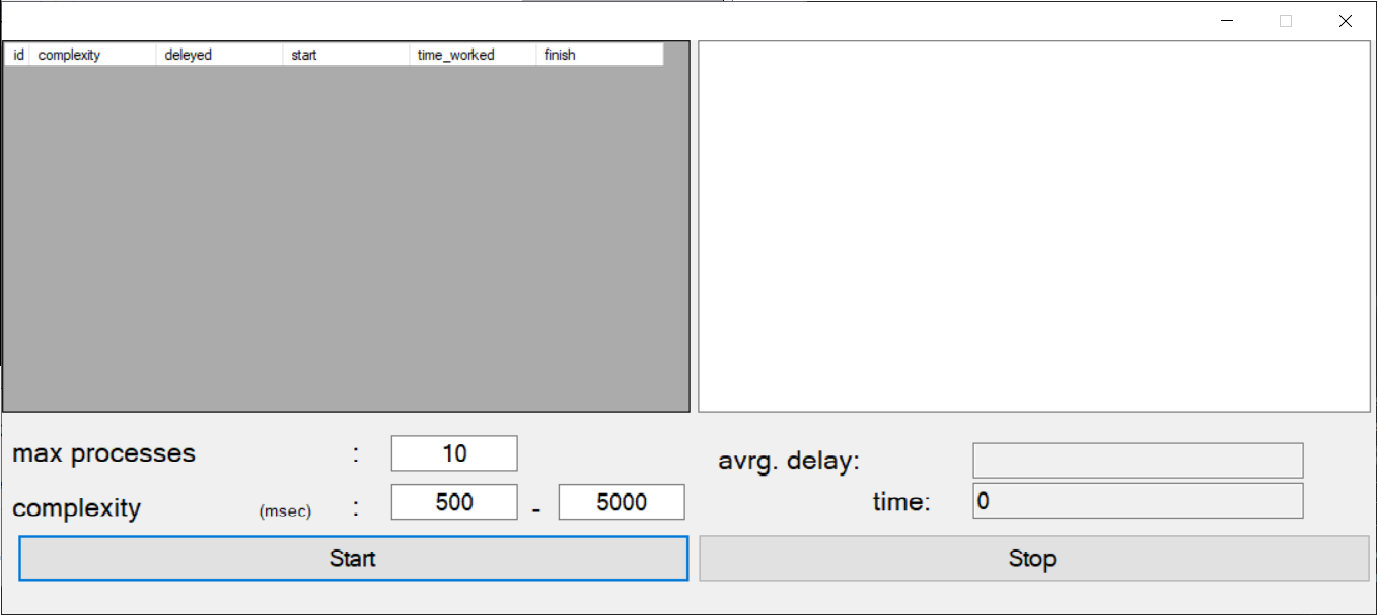 id complexity deleyed start time_worked finish
max processes : 10
complexity (msec) : 500 - 5000
avrg. delay:
time: 0
Start
Stop